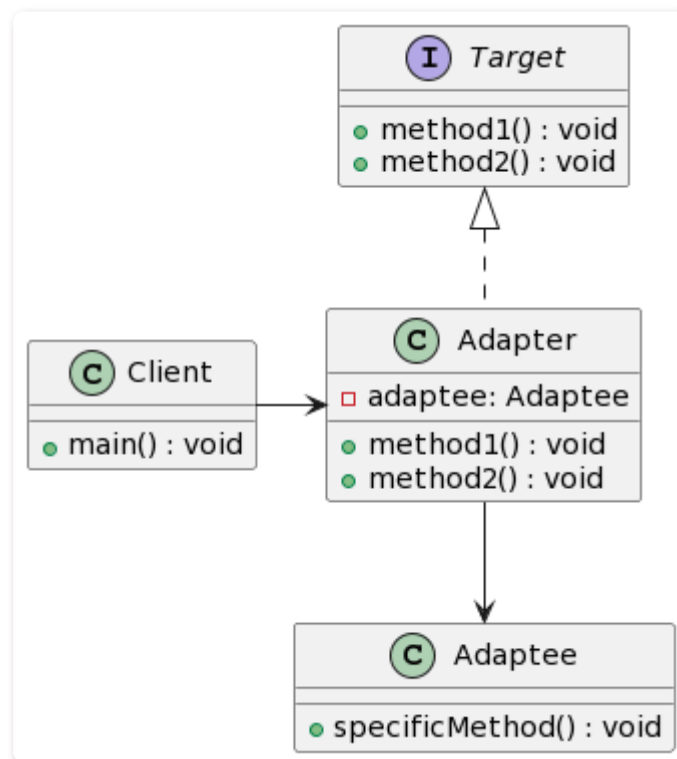 I Target
method1() : void
method2() : void
C Client
main() : void
C Adapter
adaptee: Adaptee
method1() : void
method2() : void
C Adaptee
specificMethod() : void